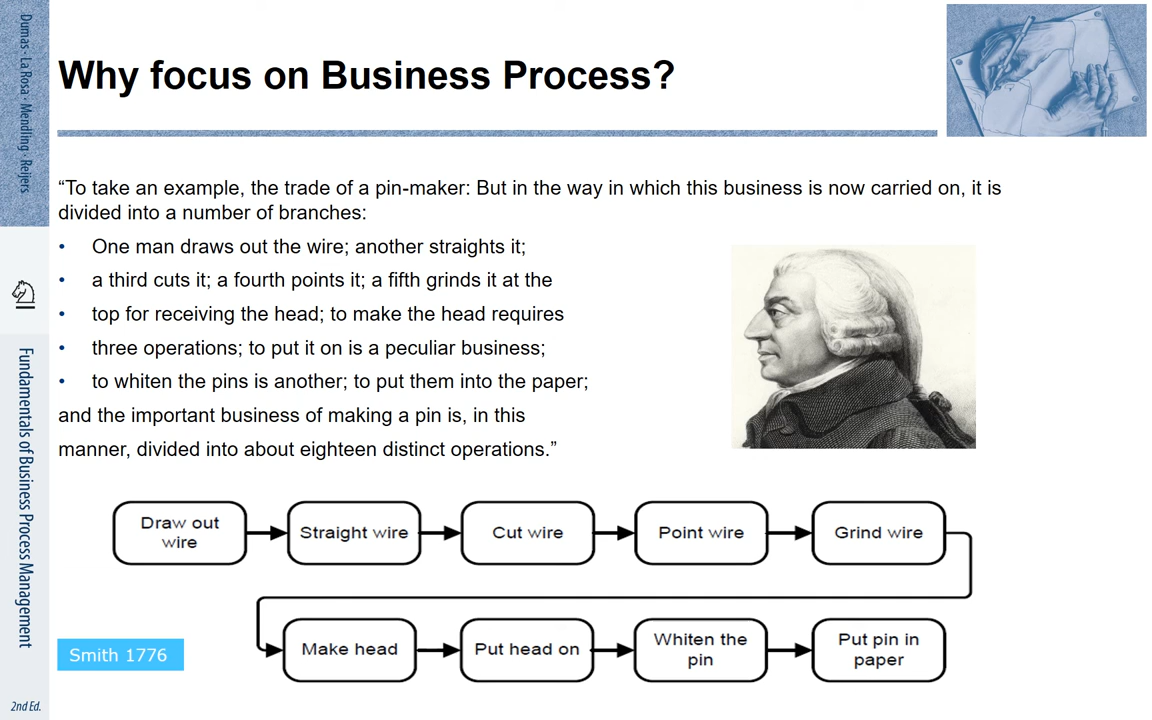 Dumas · La Rosa · Mendling · Reijers
Why focus on Business Process?
“To take an example, the trade of a pin-maker: But in the way in which this business is now carried on, it is
divided into a number of branches:
• One man draws out the wire; another straights it;
• a third cuts it; a fourth points it; a fifth grinds it at the
• top for receiving the head; to make the head requires
• three operations; to put it on is a peculiar business;
• to whiten the pins is another; to put them into the paper;
and the important business of making a pin is, in this
manner, divided into about eighteen distinct operations.”
Draw out
wire
Straight wire
Cut wire
Point wire
Grind wire
Make head
Put head on
Whiten the
pin
Put pin in
paper
Smith 1776
Fundamentals of Business Process Management
2nd Ed.